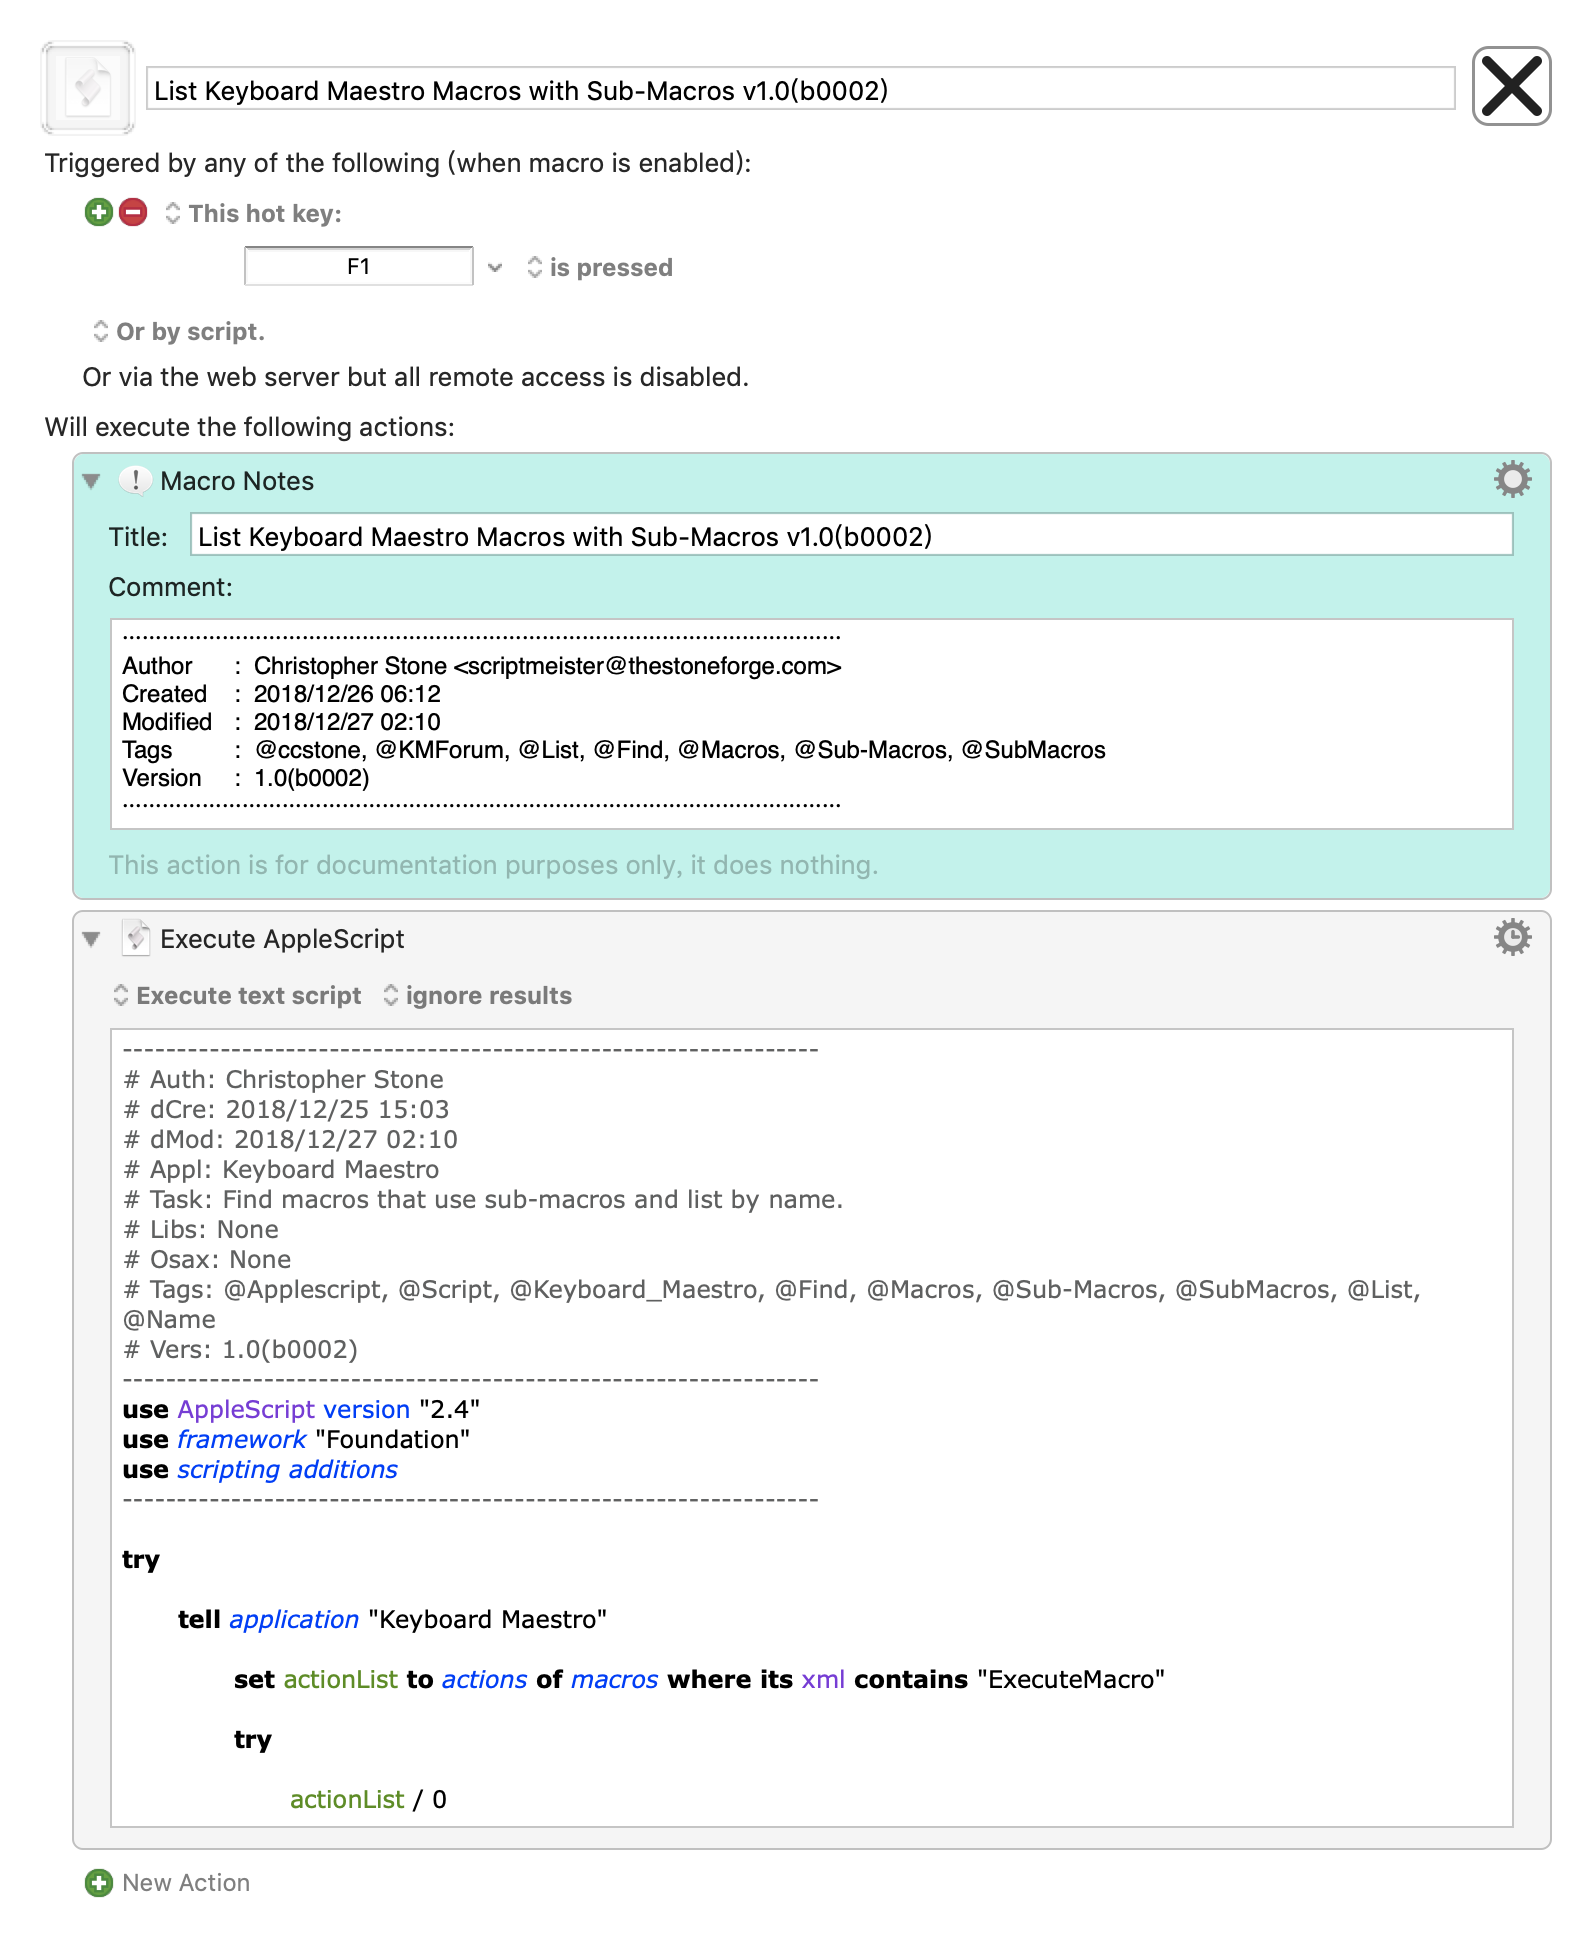 List Keyboard Maestro Macros with Sub-Macros v1.0(b0002)
Triggered by any of the following (when macro is enabled):
This hot key:
F1 is pressed
Or by script.
Or via the web server but all remote access is disabled.
Will execute the following actions:
Macro Notes
Title: List Keyboard Maestro Macros with Sub-Macros v1.0(b0002)
Comment:
........................................................................................................
Author : Christopher Stone <scriptmeister@thestoneforge.com>
Created : 2018/12/26 06:12
Modified : 2018/12/27 02:10
Tags : @ccstone, @KMForum, @List, @Find, @Macros, @Sub-Macros, @SubMacros
Version : 1.0(b0002)
........................................................................................................
This action is for documentation purposes only, it does nothing.
Execute AppleScript
Execute text script ignore results
----------------------------------------------------------------
# Auth: Christopher Stone
# dCre: 2018/12/25 15:03
# dMod: 2018/12/27 02:10
# Appl: Keyboard Maestro
# Task: Find macros that use sub-macros and list by name.
# Libs: None
# Osax: None
# Tags: @Applescript, @Script, @Keyboard_Maestro, @Find, @Macros, @Sub-Macros, @SubMacros, @List,
@Name
# Vers: 1.0(b0002)
----------------------------------------------------------------
use AppleScript version "2.4"
use framework "Foundation"
use scripting additions
----------------------------------------------------------------
try
tell application "Keyboard Maestro"
set actionList to actions of macros where its xml contains "ExecuteMacro"
try
actionList / 0
New Action